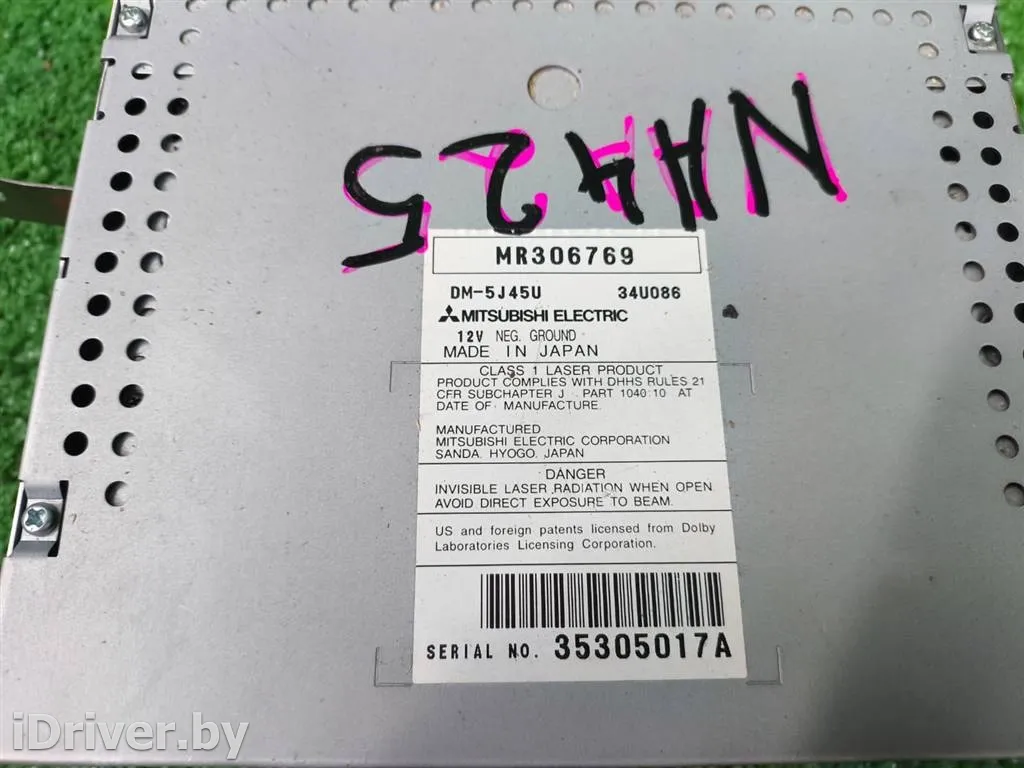 MR306769
DM-5J45U 34U086
MITSUBISHI ELECTRIC
12V NEG. GROUND
MADE IN JAPAN
CLASS 1 LASER PRODUCT
PRODUCT COMPLIES WITH DHHS RULES 21
CFR SUBCHAPTER J . PART 1040.10 AT
DATE OF MANUFACTURE.
MANUFACTURED
MITSUBISHI ELECTRIC CORPORATION
SANDA. HYOGO. JAPAN
DANGER
INVISIBLE LASER RADIATION WHEN OPEN
AVOID DIRECT EXPOSURE TO BEAM.
US and foreign patents licensed from Dolby
Laboratories Licensing Corporation.
SERIAL NO. 35305017A
iDriver.by